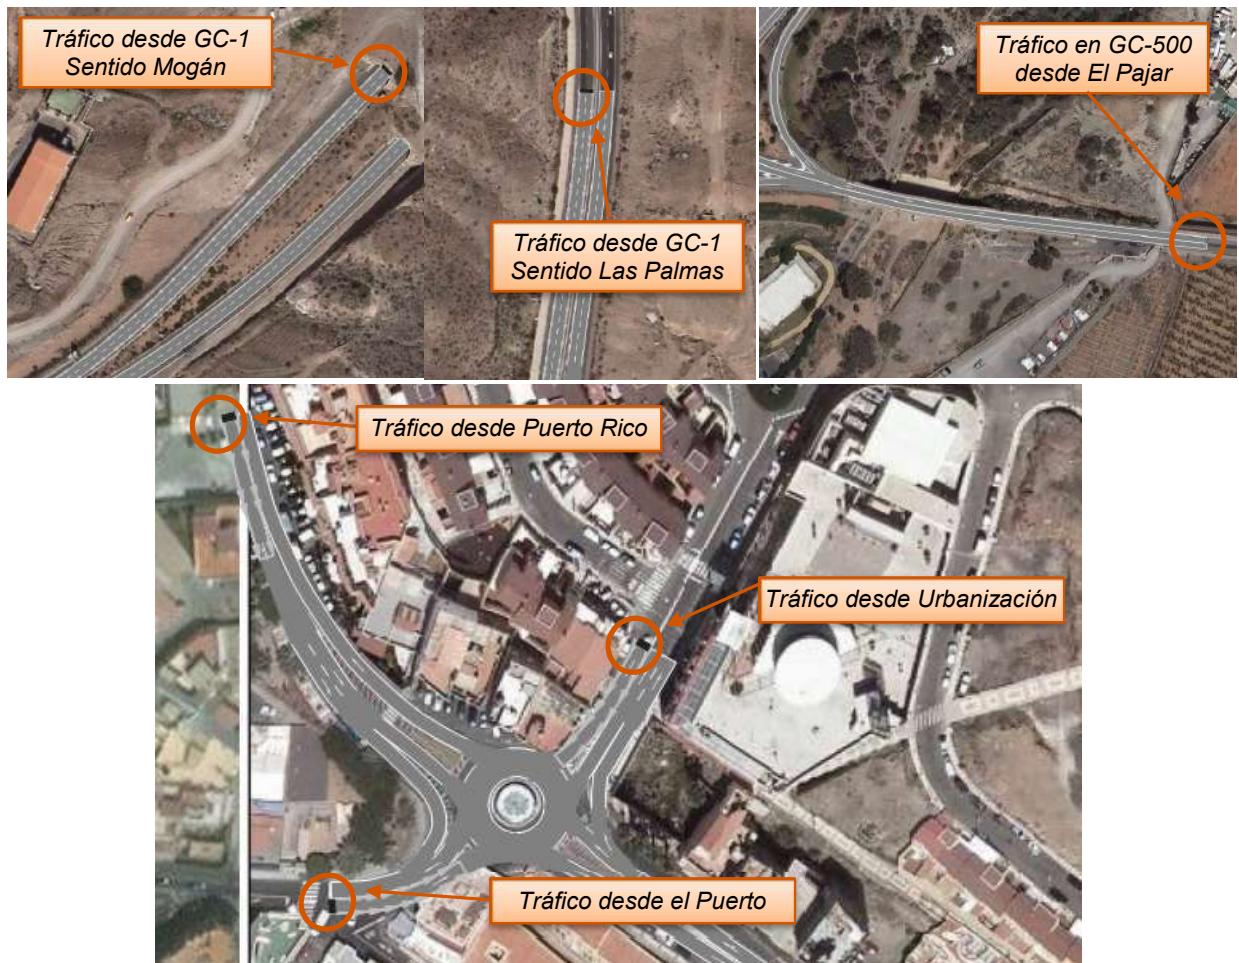 Tráfico desde GC-1
Sentido Mogán
Tráfico desde GC-1
Sentido Las Palmas
Tráfico en GC-500
desde El Pajar
Tráfico desde Puerto Rico
Tráfico desde Urbanización
Tráfico desde el Puerto